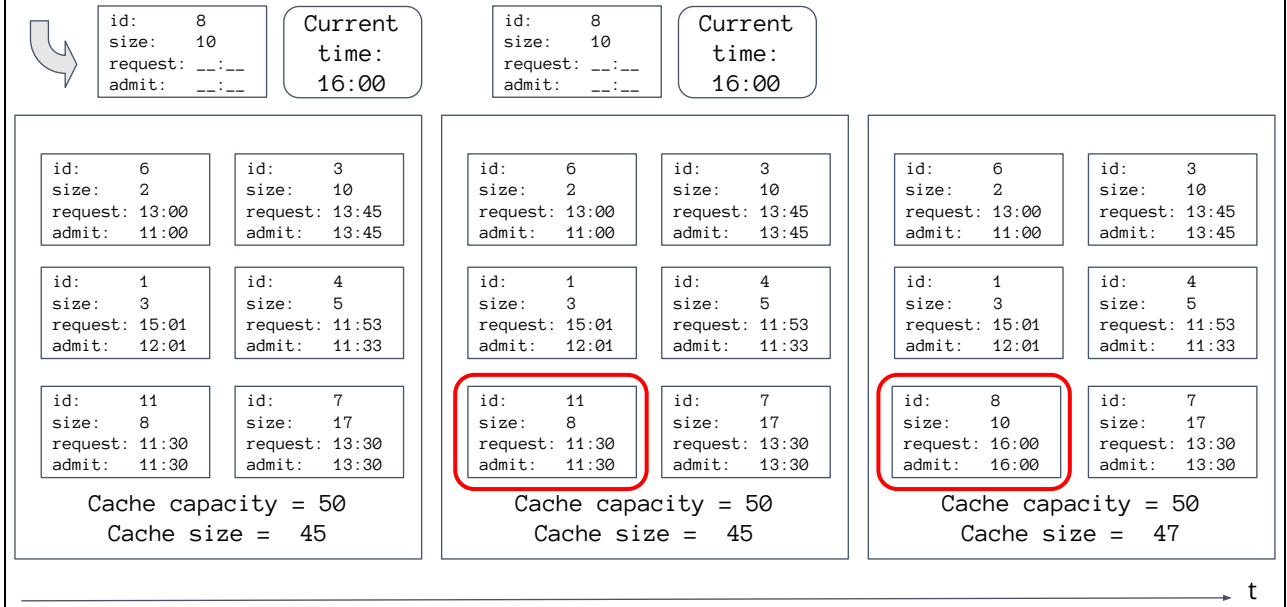 id: 8
size: 10
request: __:__
admit: __:__
Current
time:
16:00
id: 8
size: 10
request: __:__
admit: __:__
Current
time:
16:00
id: 6
size: 2
request: 13:00
admit: 11:00
id: 3
size: 10
request: 13:45
admit: 13:45
id: 1
size: 3
request: 15:01
admit: 12:01
id: 4
size: 5
request: 11:53
admit: 11:33
id: 11
size: 8
request: 11:30
admit: 11:30
id: 7
size: 17
request: 13:30
admit: 13:30
Cache capacity = 50
Cache size = 45
id: 6
size: 2
request: 13:00
admit: 11:00
id: 3
size: 10
request: 13:45
admit: 13:45
id: 1
size: 3
request: 15:01
admit: 12:01
id: 4
size: 5
request: 11:53
admit: 11:33
id: 11
size: 8
request: 11:30
admit: 11:30
id: 7
size: 17
request: 13:30
admit: 13:30
Cache capacity = 50
Cache size = 45
id: 6
size: 2
request: 13:00
admit: 11:00
id: 3
size: 10
request: 13:45
admit: 13:45
id: 1
size: 3
request: 15:01
admit: 12:01
id: 4
size: 5
request: 11:53
admit: 11:33
id: 8
size: 10
request: 16:00
admit: 16:00
id: 7
size: 17
request: 13:30
admit: 13:30
Cache capacity = 50
Cache size = 47
t